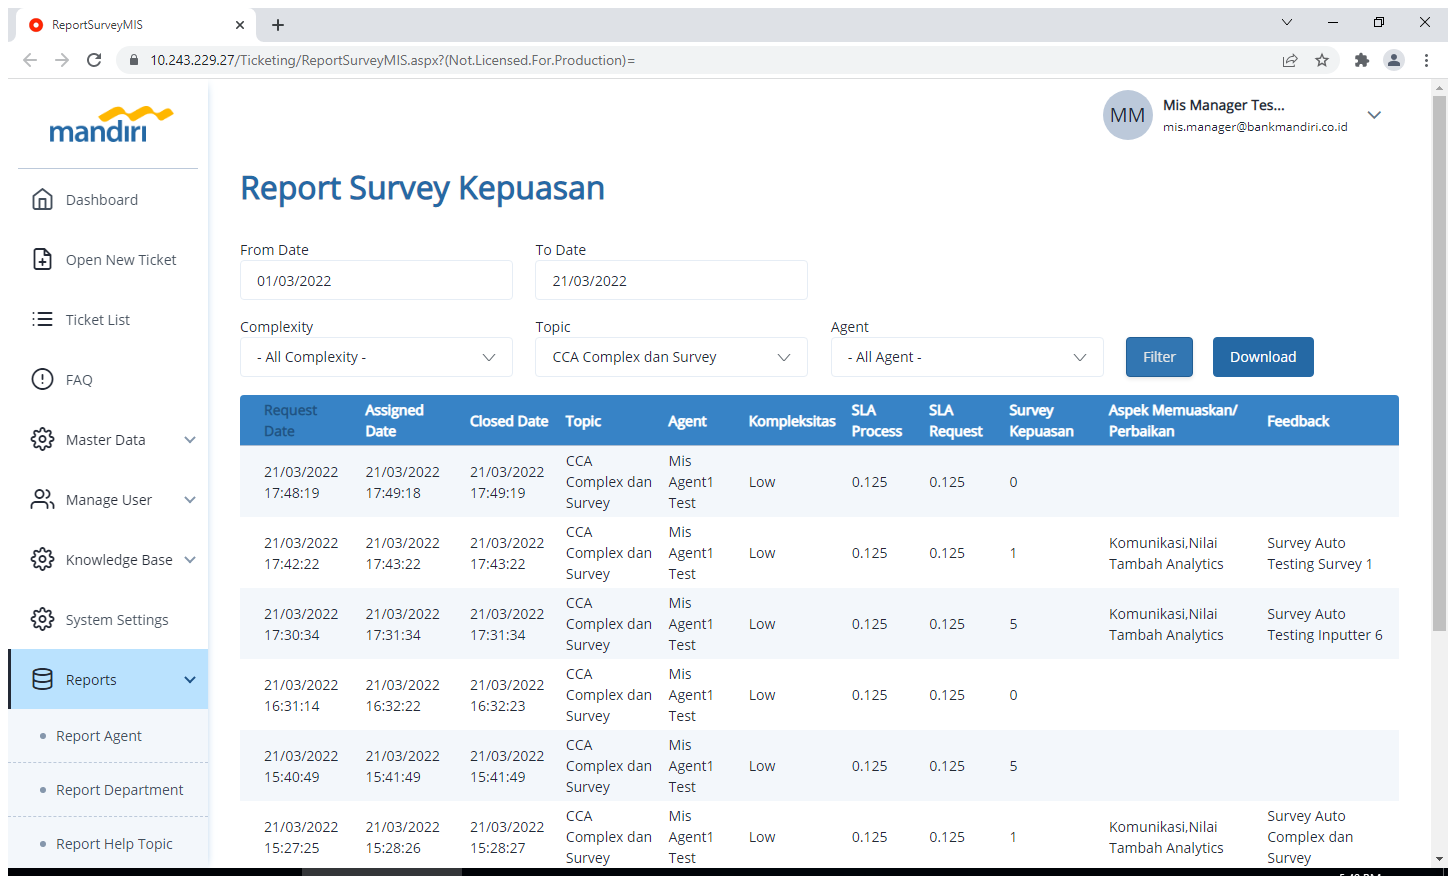 ReportSurveyMIS
10.243.229.27/Ticketing/ReportSurveyMIS.aspx?(Not.Licensed.For.Production)=
mandiri
MM
Mis Manager Tes...
mis.manager@bankmandiri.co.id
Dashboard
Open New Ticket
Ticket List
FAQ
Master Data
Manage User
Knowledge Base
System Settings
Reports
Report Agent
Report Department
Report Help Topic
Report Survey Kepuasan
From Date To Date
01/03/2022 21/03/2022
Complexity Topic Agent
- All Complexity - CCA Complex dan Survey - All Agent - Filter Download
Request Date Assigned Date Closed Date Topic Agent Kompleksitas SLA Process SLA Request Survey Kepuasan Aspek Memuaskan/ Perbaikan Feedback
21/03/2022 17:48:19 21/03/2022 17:49:18 21/03/2022 17:49:19 CCA Complex dan Survey Mis Agent1 Test Low 0.125 0.125 0
21/03/2022 17:42:22 21/03/2022 17:43:22 21/03/2022 17:43:22 CCA Complex dan Survey Mis Agent1 Test Low 0.125 0.125 1 Komunikasi,Nilai Tambah Analytics Survey Auto Testing Survey 1
21/03/2022 17:30:34 21/03/2022 17:31:34 21/03/2022 17:31:34 CCA Complex dan Survey Mis Agent1 Test Low 0.125 0.125 5 Komunikasi,Nilai Tambah Analytics Survey Auto Testing Inputter 6
21/03/2022 16:31:14 21/03/2022 16:32:22 21/03/2022 16:32:23 CCA Complex dan Survey Mis Agent1 Test Low 0.125 0.125 0
21/03/2022 15:40:49 21/03/2022 15:41:49 21/03/2022 15:41:49 CCA Complex dan Survey Mis Agent1 Test Low 0.125 0.125 5
21/03/2022 15:27:25 21/03/2022 15:28:26 21/03/2022 15:28:27 CCA Complex dan Survey Mis Agent1 Test Low 0.125 0.125 1 Komunikasi,Nilai Tambah Analytics Survey Auto Complex dan Survey